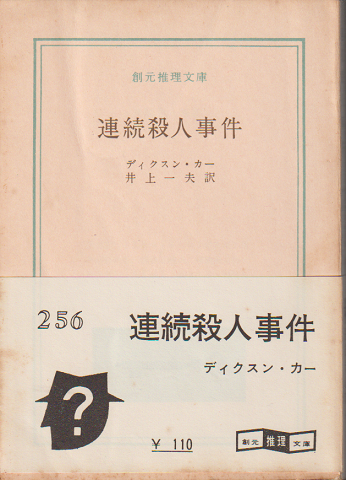 創元推理文庫
連続殺人事件
ディクスン・カー
井上一夫訳
256
連続殺人事件
ディクスン・カー
?
¥ 110
創元 推理 文庫